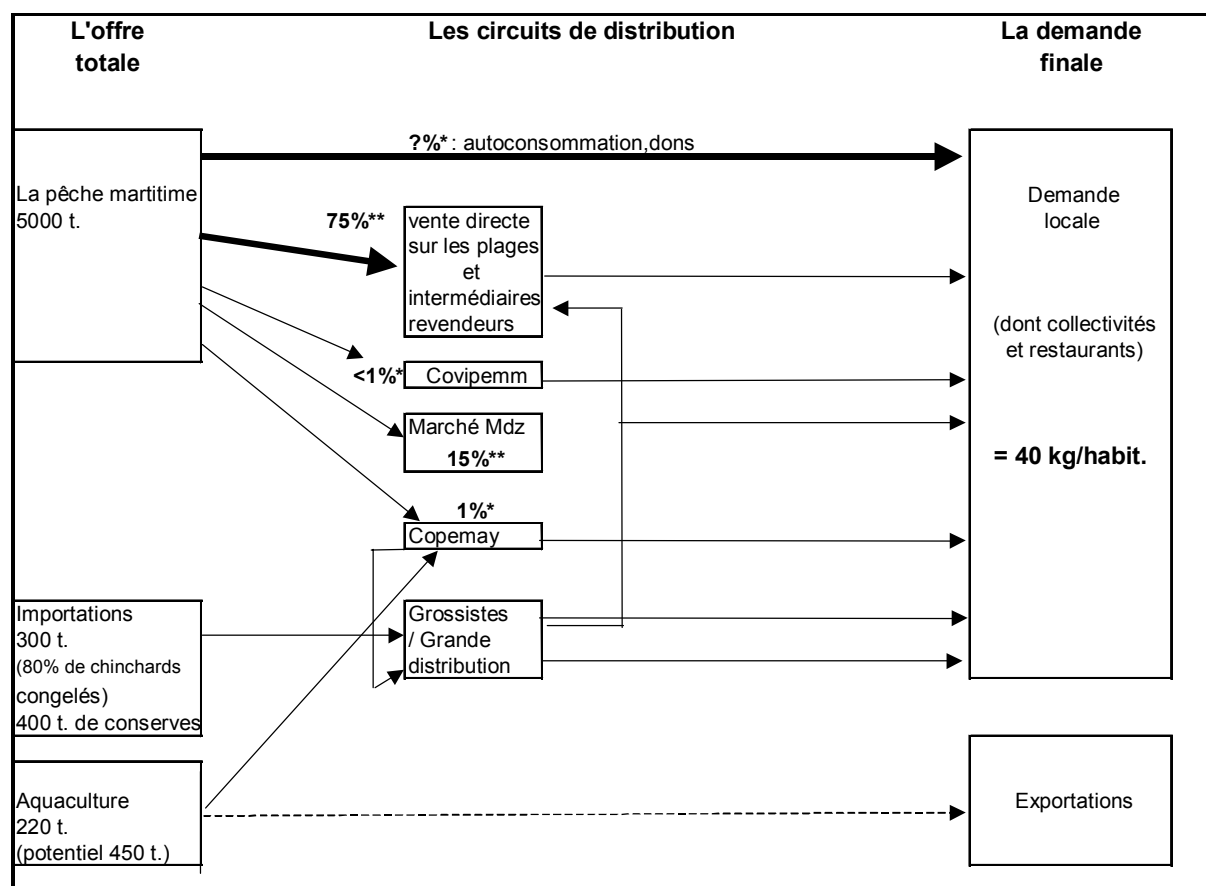 L'offre
totale
Les circuits de distribution
La demande
finale
?%* : autoconsommation,dons
La pêche martitime
5000 t.
75%**
vente directe
sur les plages
et
intermédiaires
revendeurs
<1%*
Covipemm
Marché Mdz
15%**
1%*
Copemay
Importations
300 t.
(80% de chinchards
congelés)
400 t. de conserves
Grossistes
/ Grande
distribution
Aquaculture
220 t.
(potentiel 450 t.)
Demande
locale
(dont collectivités
et restaurants)
= 40 kg/habit.
Exportations